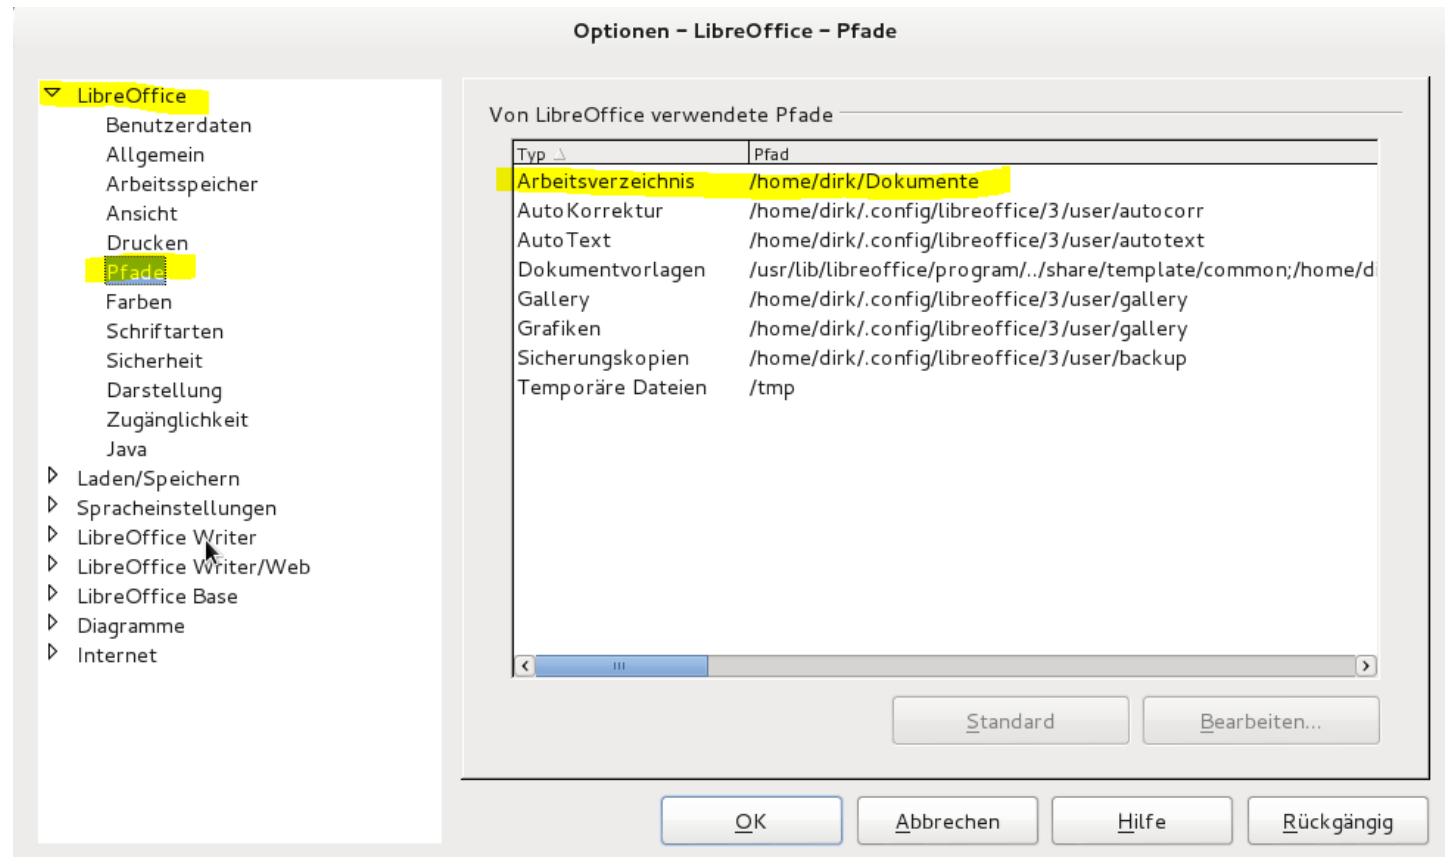 Optionen – LibreOffice – Pfade
LibreOffice
Benutzerdaten
Allgemein
Arbeitsspeicher
Ansicht
Drucken
Pfade
Farben
Schriftarten
Sicherheit
Darstellung
Zugänglichkeit
Java
Laden/Speichern
Spracheinstellungen
LibreOffice Writer
LibreOffice Writer/Web
LibreOffice Base
Diagramme
Internet
Von LibreOffice verwendete Pfade
Typ Pfad
Arbeitsverzeichnis /home/dirk/Dokumente
AutoKorrektur /home/dirk/.config/libreoffice/3/user/autocorr
AutoText /home/dirk/.config/libreoffice/3/user/autotext
Dokumentvorlagen /usr/lib/libreoffice/program/../share/template/common;/home/di
Gallery /home/dirk/.config/libreoffice/3/user/gallery
Grafiken /home/dirk/.config/libreoffice/3/user/gallery
Sicherungskopien /home/dirk/.config/libreoffice/3/user/backup
Temporäre Dateien /tmp
Standard Bearbeiten...
OK Abbrechen Hilfe Rückgängig